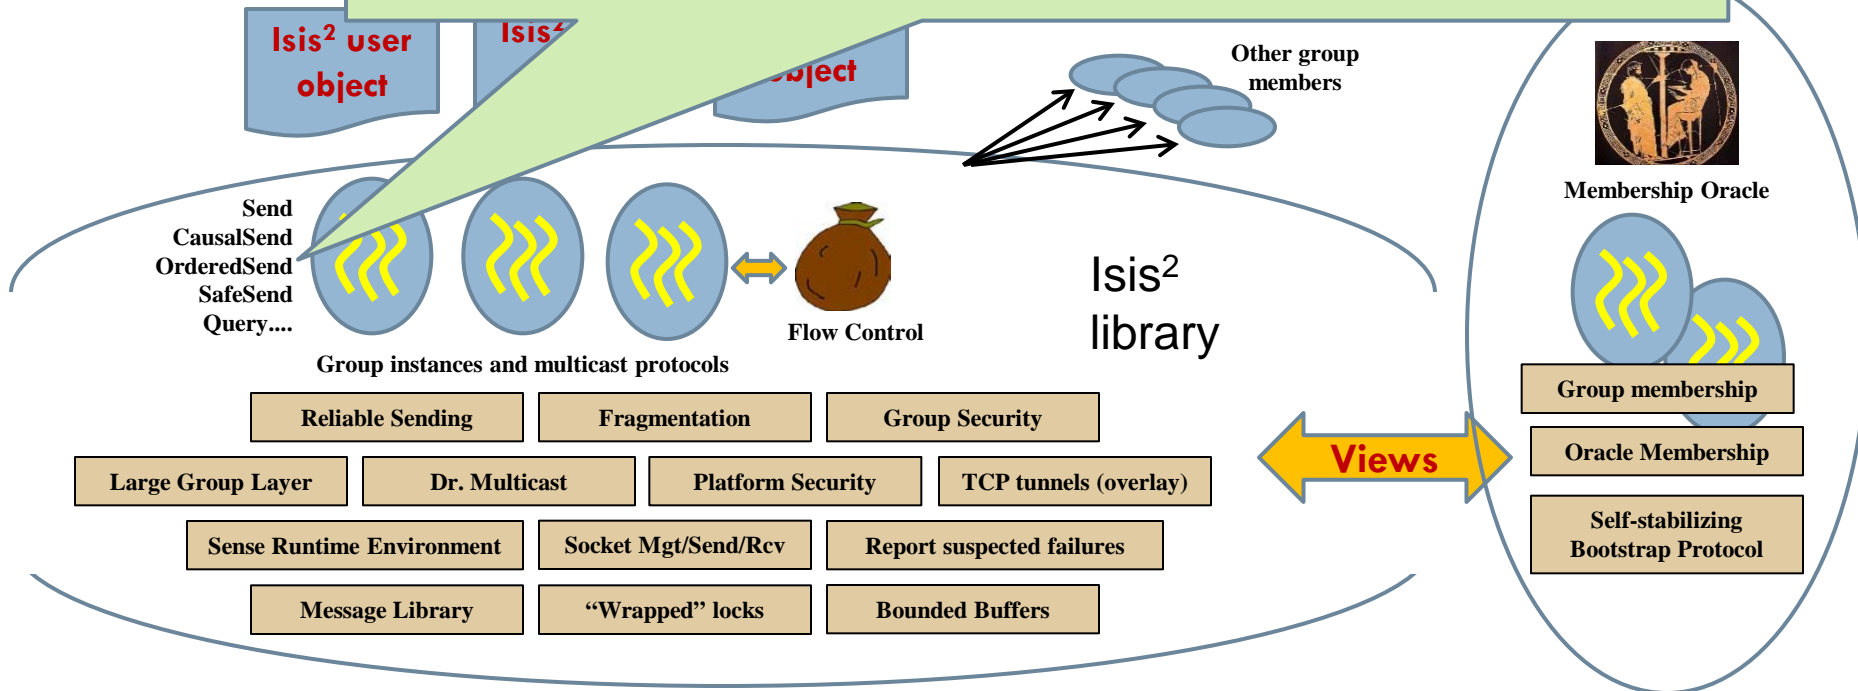 Isis² user
object
Isis²
object
Other group
members
Membership Oracle
Send
CausalSend
OrderedSend
SafeSend
Query....
Flow Control
Isis²
library
Group instances and multicast protocols
Reliable Sending
Fragmentation
Group Security
Large Group Layer
Dr. Multicast
Platform Security
TCP tunnels (overlay)
Sense Runtime Environment
Socket Mgt/Send/Rcv
Report suspected failures
Message Library
“Wrapped” locks
Bounded Buffers
Views
Group membership
Oracle Membership
Self-stabilizing
Bootstrap Protocol